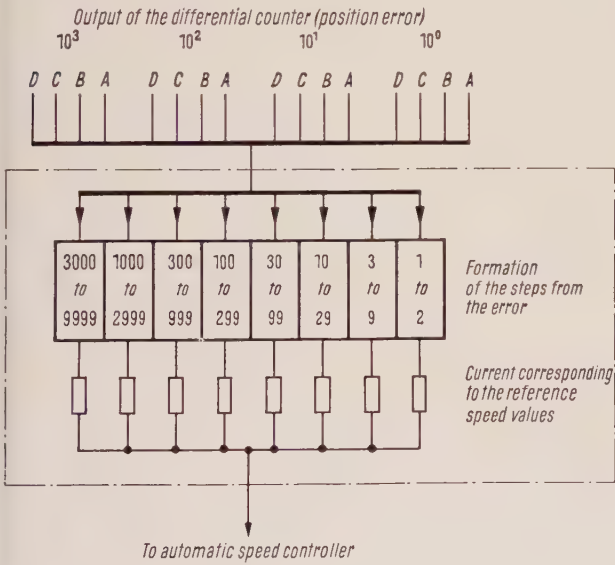 Output of the differential counter (position error)
10³ 10² 10¹ 10⁰
D C B A D C B A D C B A D C B A
3000 to 9999
1000 to 2999
300 to 999
100 to 299
30 to 99
10 to 29
3 to 9
1 to 2
Formation
of the steps from
the error
Current corresponding
to the reference
speed values
To automatic speed controller